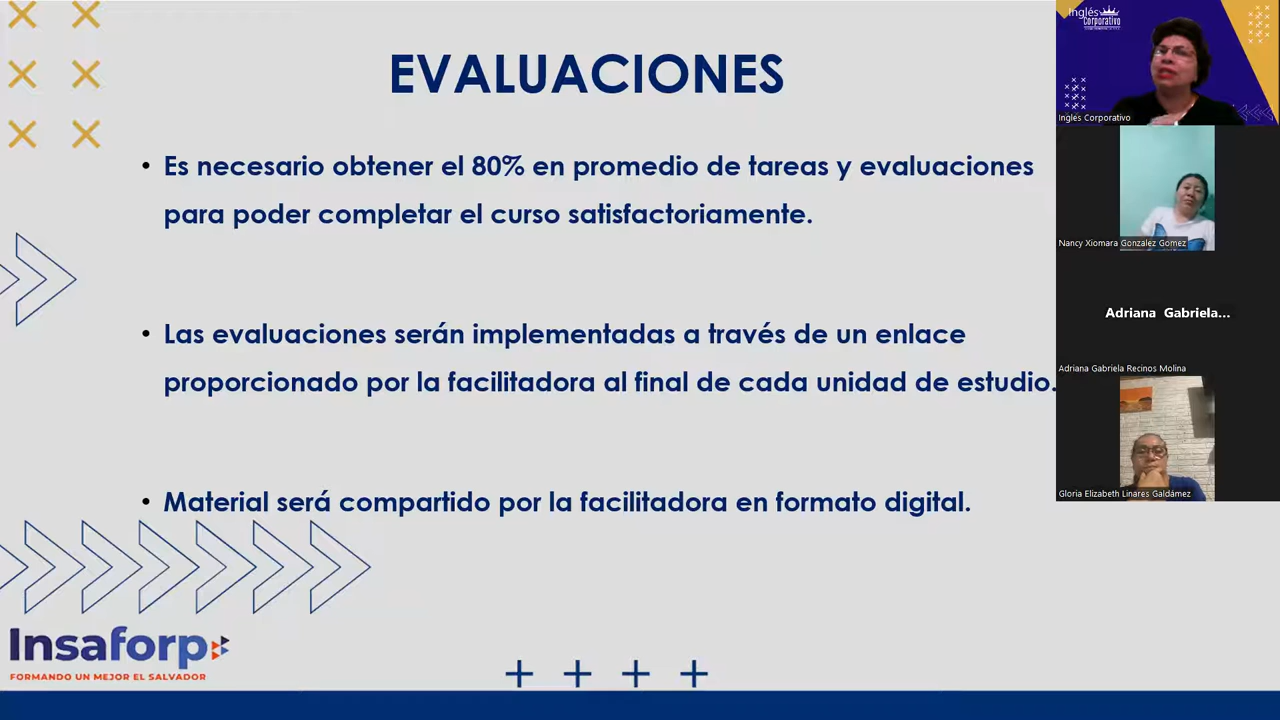 EVALUACIONES
• Es necesario obtener el 80% en promedio de tareas y evaluaciones
para poder completar el curso satisfactoriamente.
• Las evaluaciones serán implementadas a través de un enlace
proporcionado por la facilitadora al final de cada unidad de estudio.
• Material será compartido por la facilitadora en formato digital.
Insaforp
FORMANDO UN MEJOR EL SALVADOR
Inglés
Corporativo
Ingles Corporativo
Nancy Xiomara González Gomez
Adriana Gabriela...
Adriana Gabriela Recinos Molina
Gloria Elizabeth Linares Galdámez